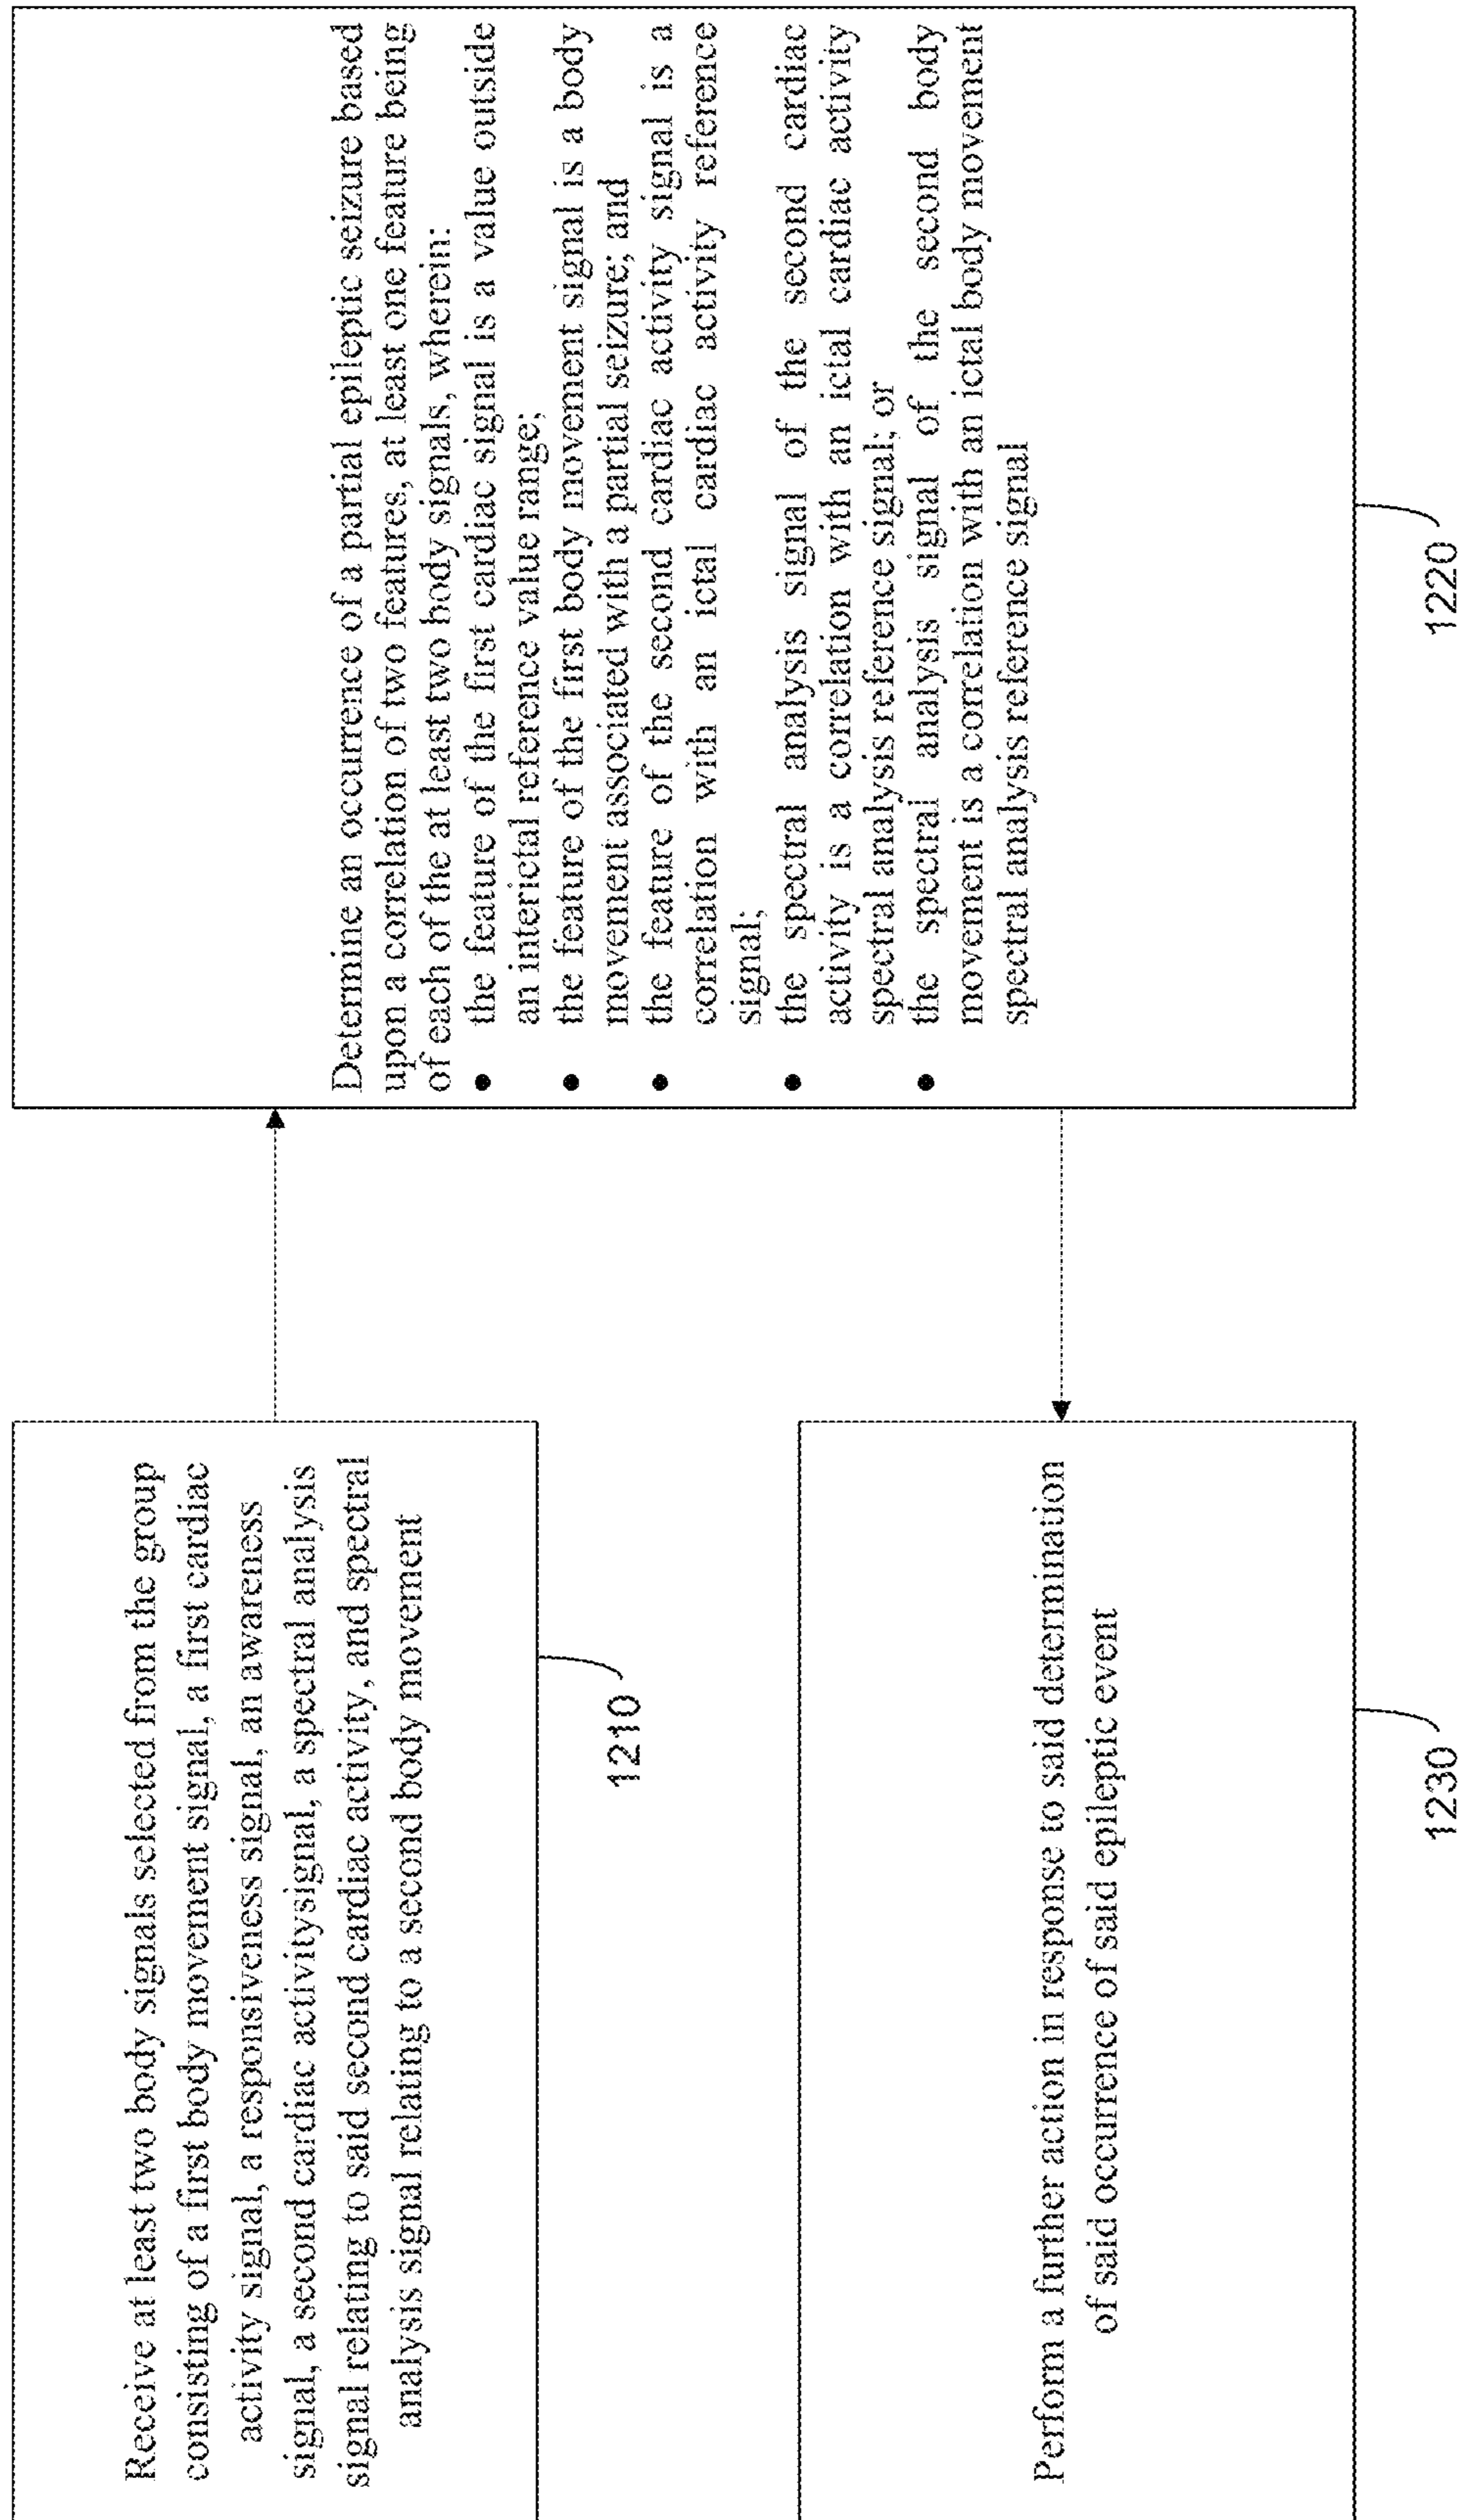 Receive at least two body signals selected from the group
consisting of a first body movement signal, a first cardiac
activity signal, a responsiveness signal, an awareness
signal, a second cardiac activitysignal, a spectral analysis
signal relating to said second cardiac activity, and spectral
analysis signal relating to a second body movement
1210
Determine an occurrence of a partial epileptic seizure based
upon a correlation of two features, at least one feature being
of each of the at least two body signals, wherein:
● the feature of the first cardiac signal is a value outside
an interictal reference value range;
● the feature of the first body movement signal is a body
movement associated with a partial seizure; and
● the feature of the second cardiac activity signal is a
correlation with an ictal cardiac activity reference
signal;
● the spectral analysis signal of the second cardiac
activity is a correlation with an ictal cardiac activity
spectral analysis reference signal; or
● the spectral analysis signal of the second body
movement is a correlation with an ictal body movement
spectral analysis reference signal
1220
Perform a further action in response to said determination
of said occurrence of said epileptic event
1230